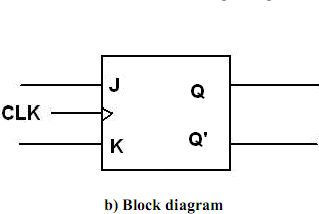 J Q
CLK
K Q'
b) Block diagram